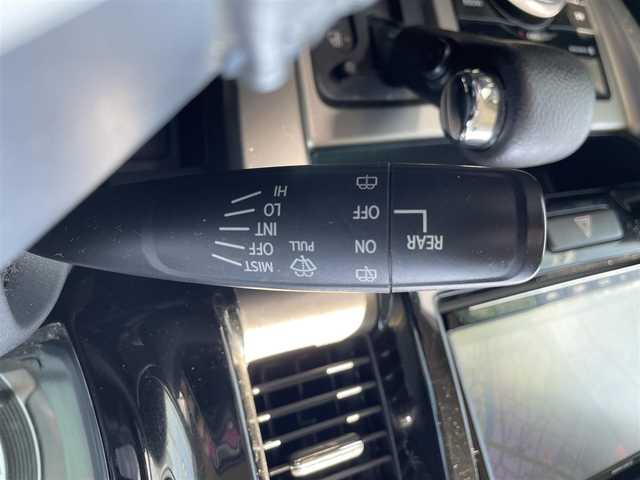 MIST
OFF
INT
LO
HI
PULL
ON
OFF
REAR